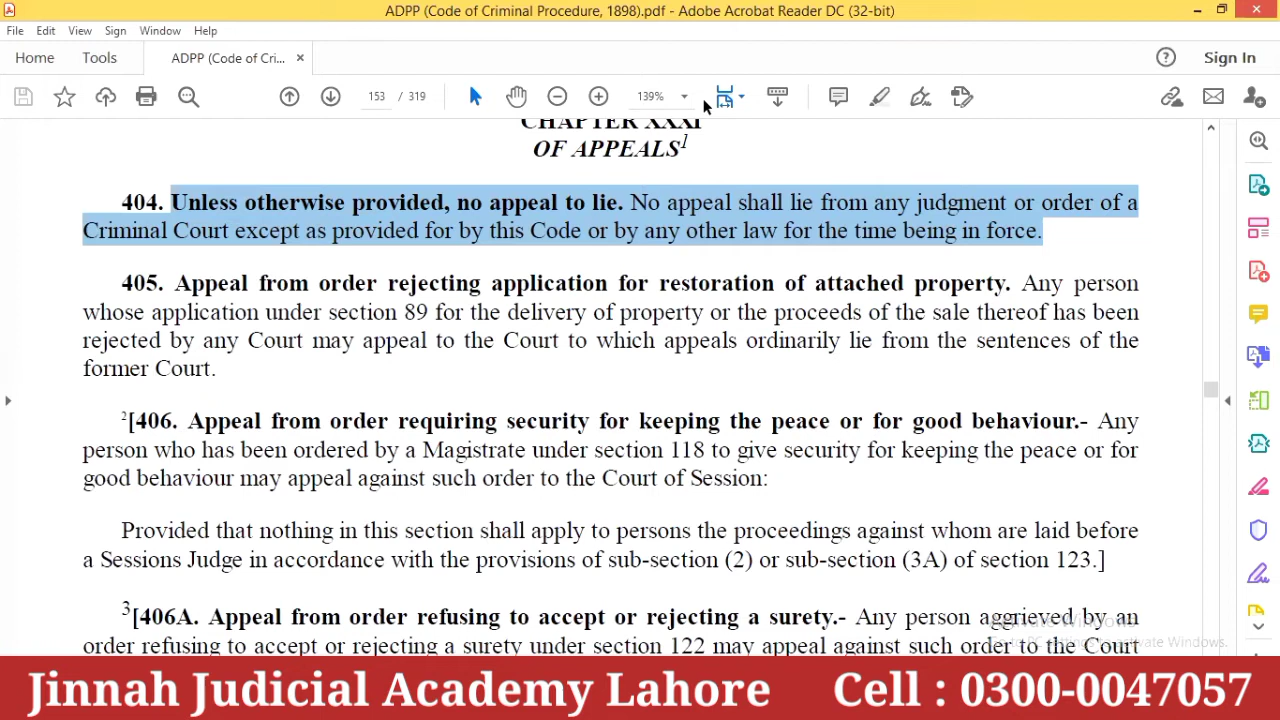 ADPP (Code of Criminal Procedure, 1898).pdf - Adobe Acrobat Reader DC (32-bit)
File Edit View Sign Window Help
Home Tools ADPP (Code of Cri... × Sign In
153 / 319 139%
CHAPTER XXXI
OF APPEALS1
404. Unless otherwise provided, no appeal to lie. No appeal shall lie from any judgment or order of a
Criminal Court except as provided for by this Code or by any other law for the time being in force.
405. Appeal from order rejecting application for restoration of attached property. Any person
whose application under section 89 for the delivery of property or the proceeds of the sale thereof has been
rejected by any Court may appeal to the Court to which appeals ordinarily lie from the sentences of the
former Court.
2[406. Appeal from order requiring security for keeping the peace or for good behaviour.- Any
person who has been ordered by a Magistrate under section 118 to give security for keeping the peace or for
good behaviour may appeal against such order to the Court of Session:
Provided that nothing in this section shall apply to persons the proceedings against whom are laid before
a Sessions Judge in accordance with the provisions of sub-section (2) or sub-section (3A) of section 123.]
3[406A. Appeal from order refusing to accept or rejecting a surety.- Any person aggrieved by an
order refusing to accept or rejecting a surety under section 122 may appeal against such order to the Court
Activate Windows
Go to PC settings to activate Windows.
Jinnah Judicial Academy Lahore Cell : 0300-0047057